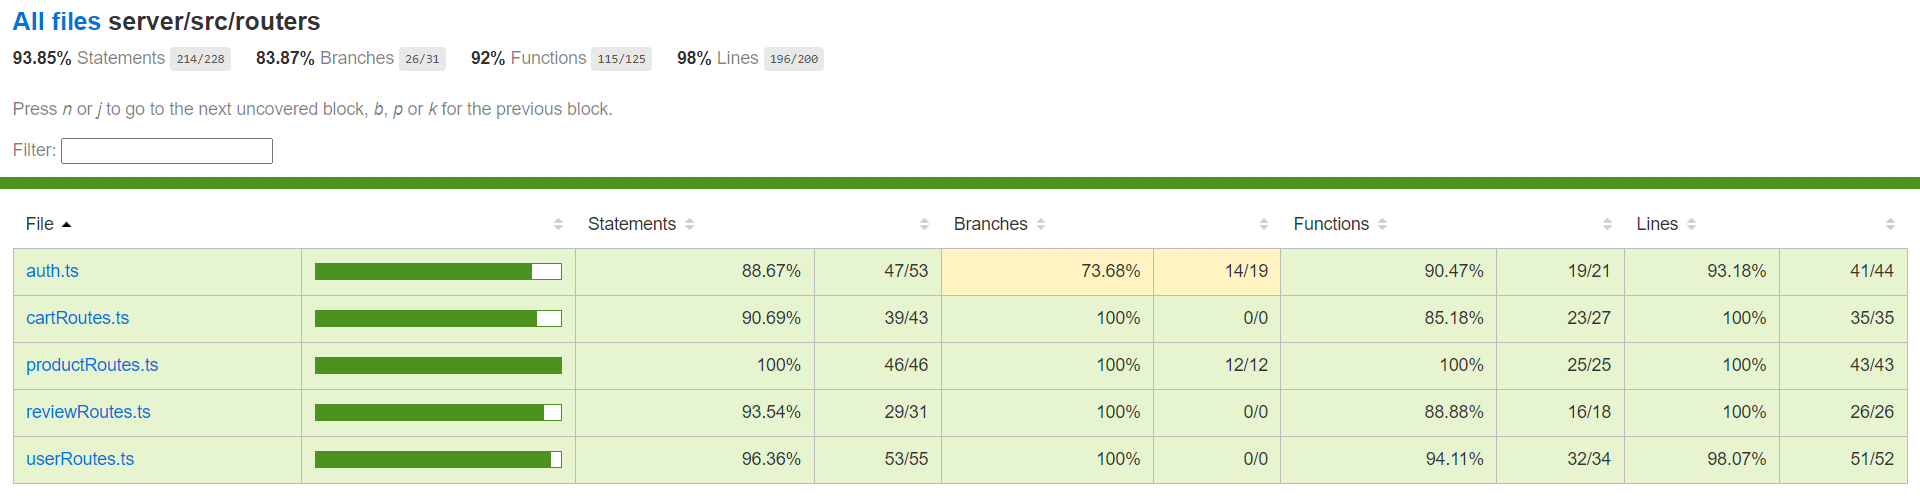 All files server/src/routers
93.85% Statements 214/228 83.87% Branches 26/31 92% Functions 115/125 98% Lines 196/200
Press n or j to go to the next uncovered block, b, p or k for the previous block.
Filter:
File Statements Branches Functions Lines
auth.ts 88.67% 47/53 73.68% 14/19 90.47% 19/21 93.18% 41/44
cartRoutes.ts 90.69% 39/43 100% 0/0 85.18% 23/27 100% 35/35
productRoutes.ts 100% 46/46 100% 12/12 100% 25/25 100% 43/43
reviewRoutes.ts 93.54% 29/31 100% 0/0 88.88% 16/18 100% 26/26
userRoutes.ts 96.36% 53/55 100% 0/0 94.11% 32/34 98.07% 51/52